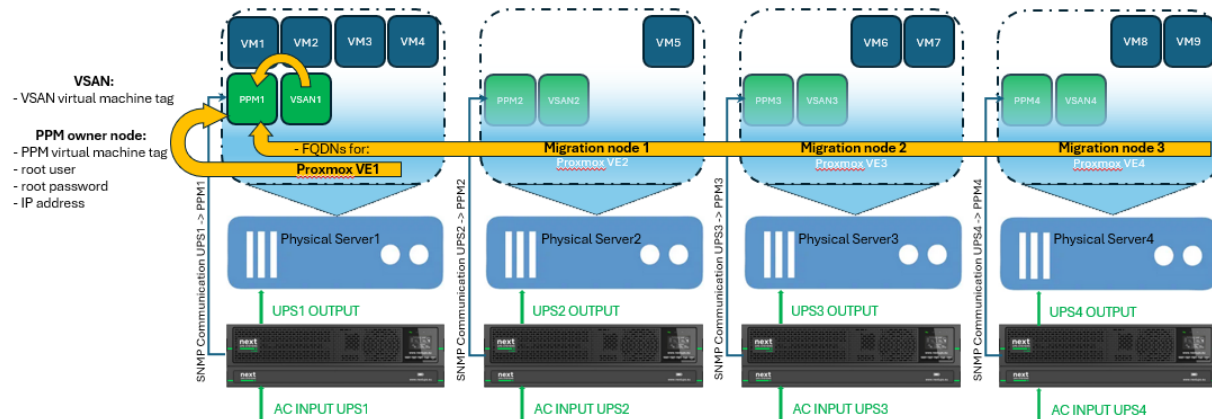 VM1
VM2
VM3
VM4
VM5
VM6
VM7
VM8
VM9
VSAN:
- VSAN virtual machine tag
PPM owner node:
- PPM virtual machine tag
- root user
- root password
- IP address
PPM1
VSAN1
PPM2
VSAN2
PPM3
VSAN3
PPM4
VSAN4
- FQDNs for:
Migration node 1
Migration node 2
Migration node 3
Proxmox VE1
Proxmox VE2
Proxmox VE3
Proxmox VE4
SNMP Communication UPS1 -> PPM1
SNMP Communication UPS2 -> PPM2
SNMP Communication UPS3 -> PPM3
SNMP Communication UPS4 -> PPM4
Physical Server1
Physical Server2
Physical Server3
Physical Server4
UPS1 OUTPUT
UPS2 OUTPUT
UPS3 OUTPUT
UPS4 OUTPUT
next
next
next
next
next
next
next
next
AC INPUT UPS1
AC INPUT UPS2
AC INPUT UPS3
AC INPUT UPS4